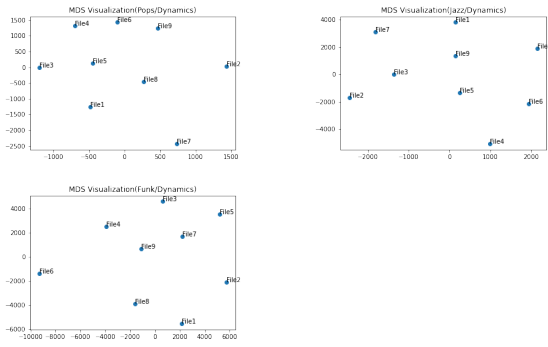 MDS Visualization(Pops/Dynamics)
1500
1000
500
0
−500
−1000
−1500
−2000
−2500
File4
File6
File9
File5
File3
File2
File8
File1
File7
−1000 −500 0 500 1000 1500
MDS Visualization(Jazz/Dynamics)
4000
2000
0
−2000
−4000
File1
File7
File
File9
File3
File5
File2
File6
File4
−2000 −1000 0 1000 2000
MDS Visualization(Funk/Dynamics)
4000
2000
0
−2000
−4000
−6000
File3
File5
File4
File7
File9
File6
File2
File8
File1
−10000 −8000 −6000 −4000 −2000 0 2000 4000 6000